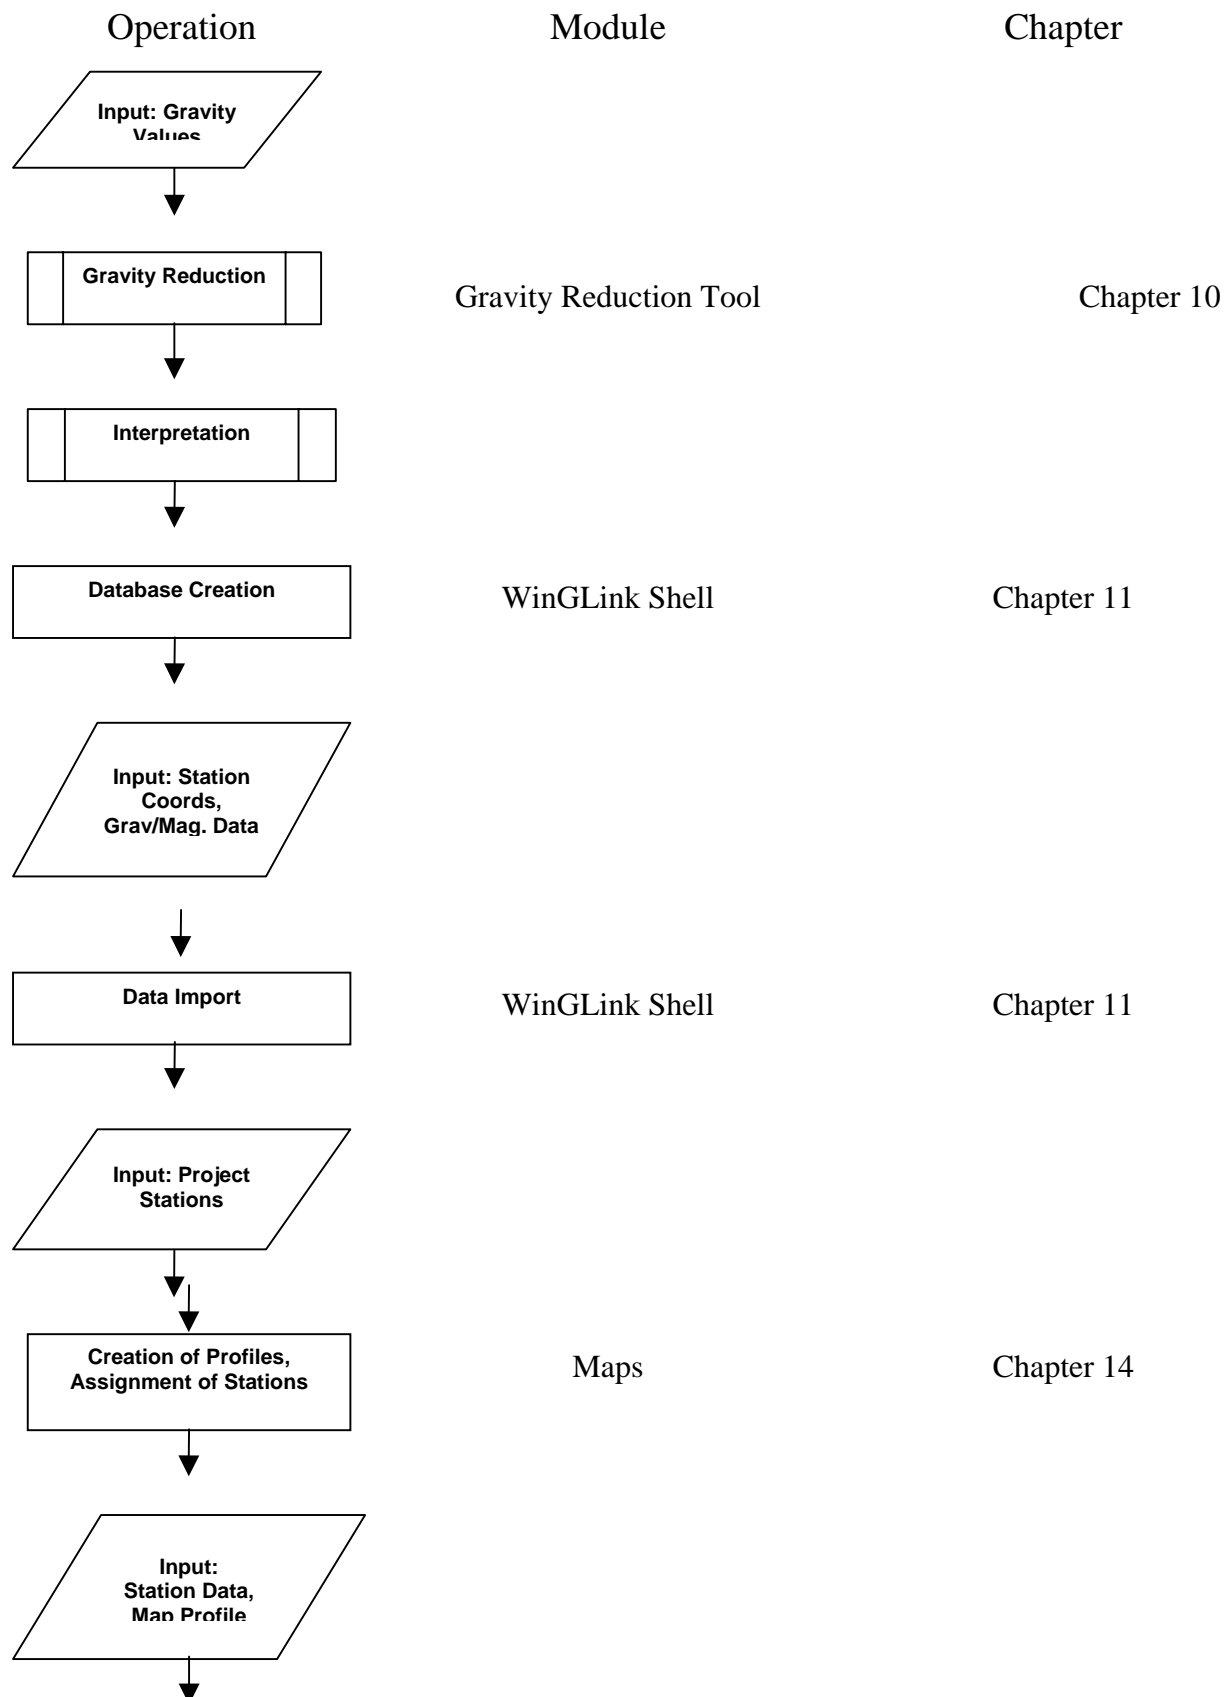 Operation Module Chapter
Input: Gravity
Values
Gravity Reduction
Gravity Reduction Tool Chapter 10
Interpretation
Database Creation
WinGLink Shell Chapter 11
Input: Station
Coords,
Grav/Mag. Data
Data Import
WinGLink Shell Chapter 11
Input: Project
Stations
Creation of Profiles,
Assignment of Stations
Maps Chapter 14
Input:
Station Data,
Map Profile